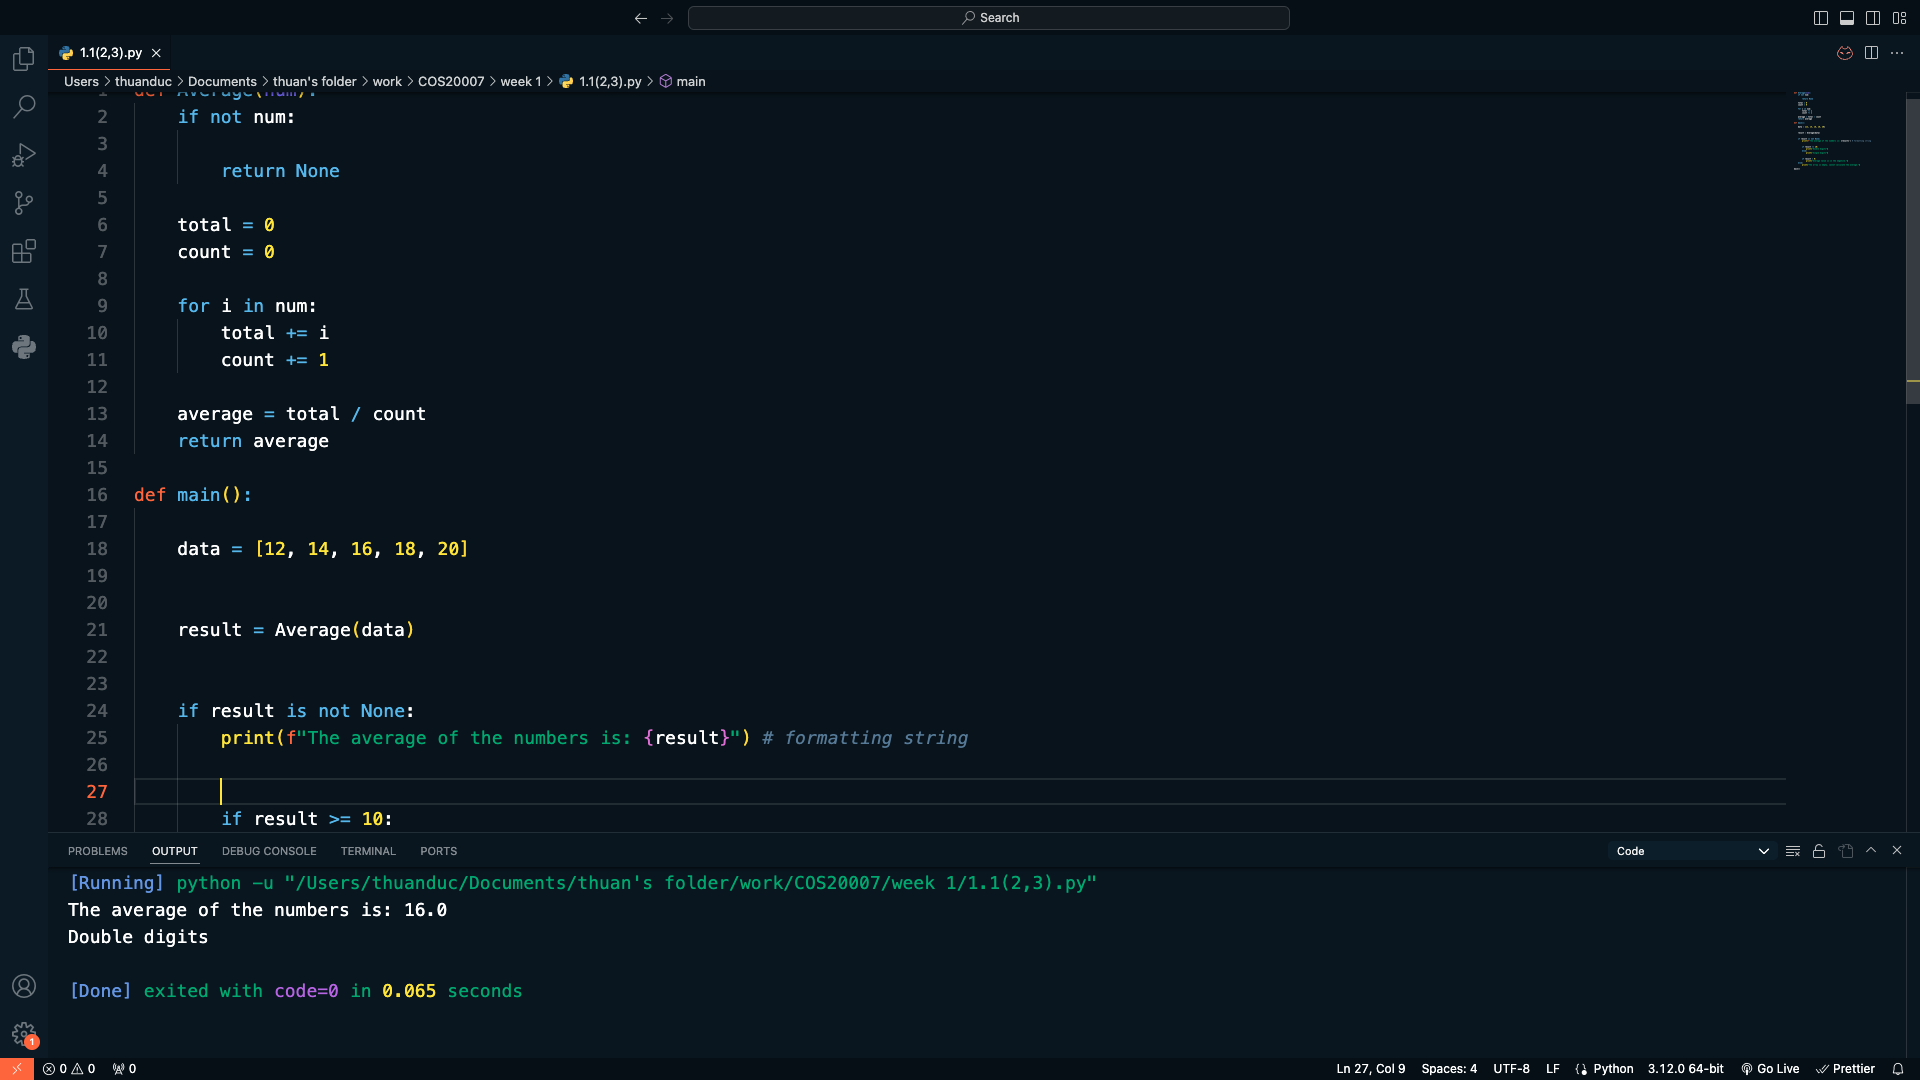 Search
1.1(2,3).py
Users > thuanduc > Documents > thuan's folder > work > COS20007 > week 1 > 1.1(2,3).py > main
1 def Average(num):
2 if not num:
3
4 return None
5
6 total = 0
7 count = 0
8
9 for i in num:
10 total += i
11 count += 1
12
13 average = total / count
14 return average
15
16 def main():
17
18 data = [12, 14, 16, 18, 20]
19
20
21 result = Average(data)
22
23
24 if result is not None:
25 print(f"The average of the numbers is: {result}") # formatting string
26
27
28 if result >= 10:
PROBLEMS OUTPUT DEBUG CONSOLE TERMINAL PORTS Code
[Running] python -u "/Users/thuanduc/Documents/thuan's folder/work/COS20007/week 1/1.1(2,3).py"
The average of the numbers is: 16.0
Double digits
[Done] exited with code=0 in 0.065 seconds
1
0 0 0 Ln 27, Col 9 Spaces: 4 UTF-8 LF Python 3.12.0 64-bit Go Live Prettier